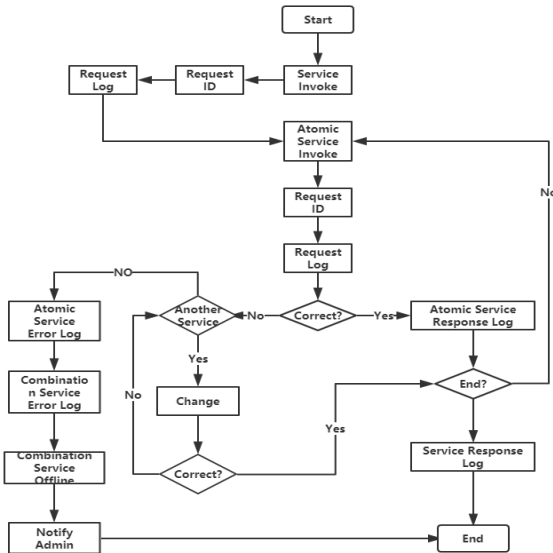 Start
Request
Log
Request
ID
Service
Invoke
Atomic
Service
Invoke
No
Request
ID
Request
Log
NO
Atomic
Service
Error Log
Another
Service
No
Correct?
Yes
Atomic Service
Response Log
Yes
Combinatio
n Service
Error Log
No
Change
End?
Yes
Combination
Service
Offline
Correct?
Service Response
Log
Notify
Admin
End